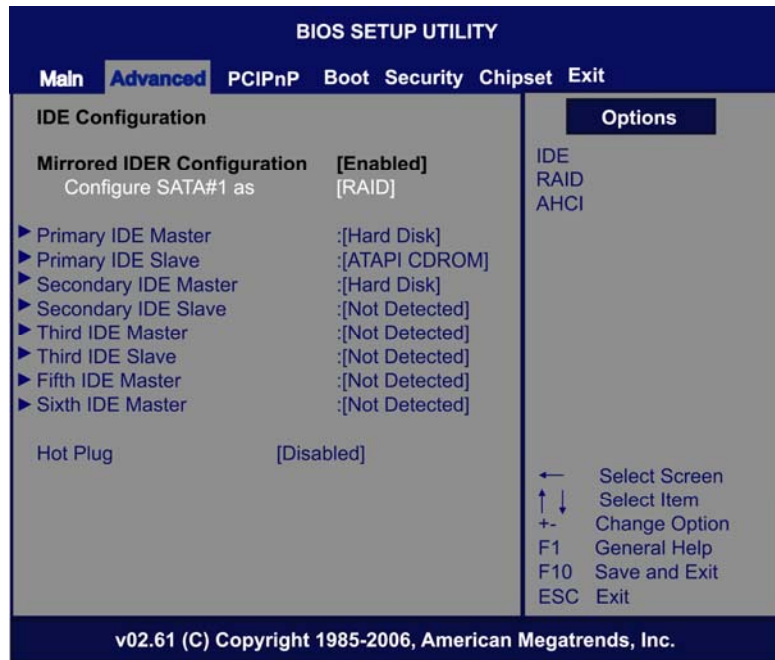 BIOS SETUP UTILITY
Main Advanced PCIPnP Boot Security Chipset Exit
IDE Configuration
Mirrored IDER Configuration [Enabled]
Configure SATA#1 as [RAID]
Primary IDE Master :[Hard Disk]
Primary IDE Slave :[ATAPI CDROM]
Secondary IDE Master :[Hard Disk]
Secondary IDE Slave :[Not Detected]
Third IDE Master :[Not Detected]
Third IDE Slave :[Not Detected]
Fifth IDE Master :[Not Detected]
Sixth IDE Master :[Not Detected]
Hot Plug [Disabled]
Options
IDE
RAID
AHCI
← Select Screen
↑↓ Select Item
+- Change Option
F1 General Help
F10 Save and Exit
ESC Exit
v02.61 (C) Copyright 1985-2006, American Megatrends, Inc.